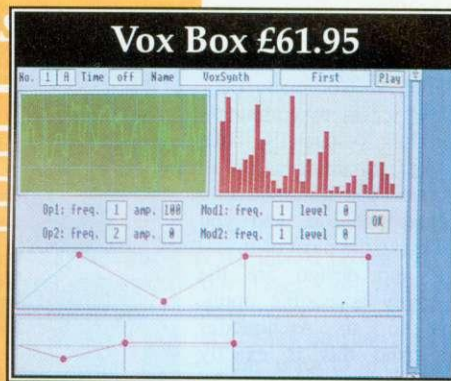 Vox Box £61.95
No. 1 A Time off Name VoxSynth First Play
Op1: freq. 1 amp. 100 Mod1: freq. 1 level 0
Op2: freq. 2 amp. 0 Mod2: freq. 1 level 0
OK